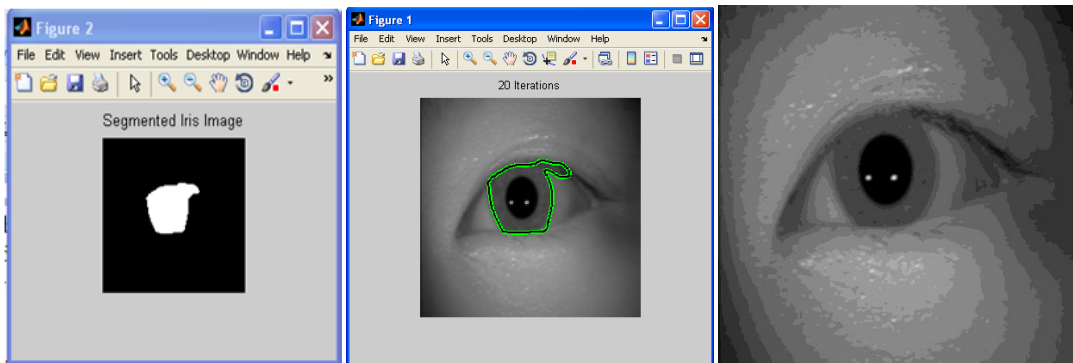 Figure 2
File Edit View Insert Tools Desktop Window Help
Segmented Iris Image
Figure 1
File Edit View Insert Tools Desktop Window Help
20 Iterations